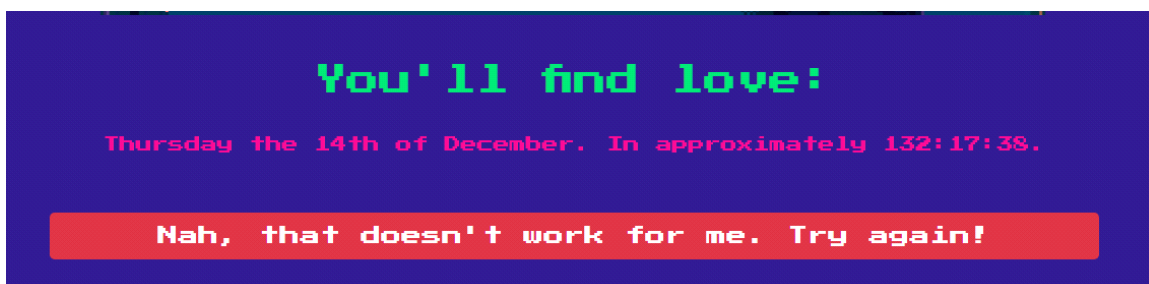 You'll find love:
Thursday the 14th of December. In approximately 132:17:38.
Nah, that doesn't work for me. Try again!